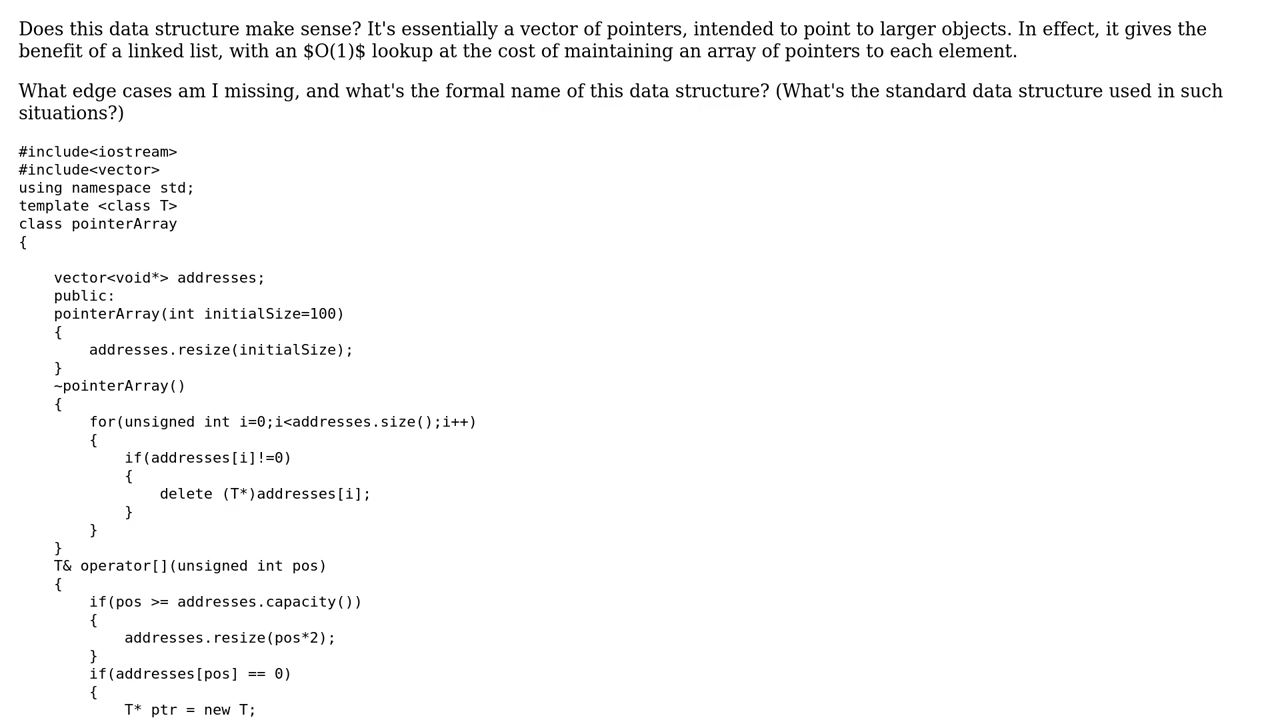 Does this data structure make sense? It's essentially a vector of pointers, intended to point to larger objects. In effect, it gives the
benefit of a linked list, with an $O(1)$ lookup at the cost of maintaining an array of pointers to each element.
What edge cases am I missing, and what's the formal name of this data structure? (What's the standard data structure used in such
situations?)
#include<iostream>
#include<vector>
using namespace std;
template <class T>
class pointerArray
{
    vector<void*> addresses;
    public:
    pointerArray(int initialSize=100)
    {
        addresses.resize(initialSize);
    }
    ~pointerArray()
    {
        for(unsigned int i=0;i<addresses.size();i++)
        {
            if(addresses[i]!=0)
            {
                delete (T*)addresses[i];
            }
        }
    }
    T& operator[](unsigned int pos)
    {
        if(pos >= addresses.capacity())
        {
            addresses.resize(pos*2);
        }
        if(addresses[pos] == 0)
        {
            T* ptr = new T;